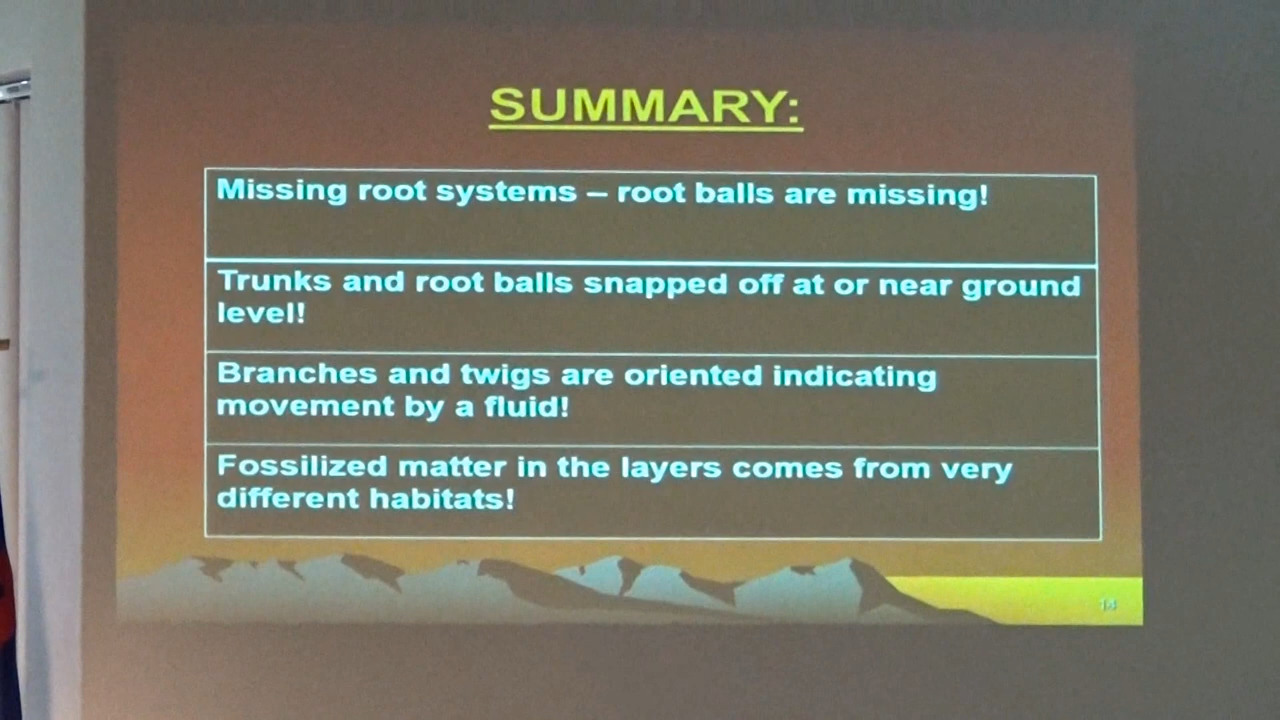 SUMMARY:
Missing root systems – root balls are missing!
Trunks and root balls snapped off at or near ground
level!
Branches and twigs are oriented indicating
movement by a fluid!
Fossilized matter in the layers comes from very
different habitats!
14